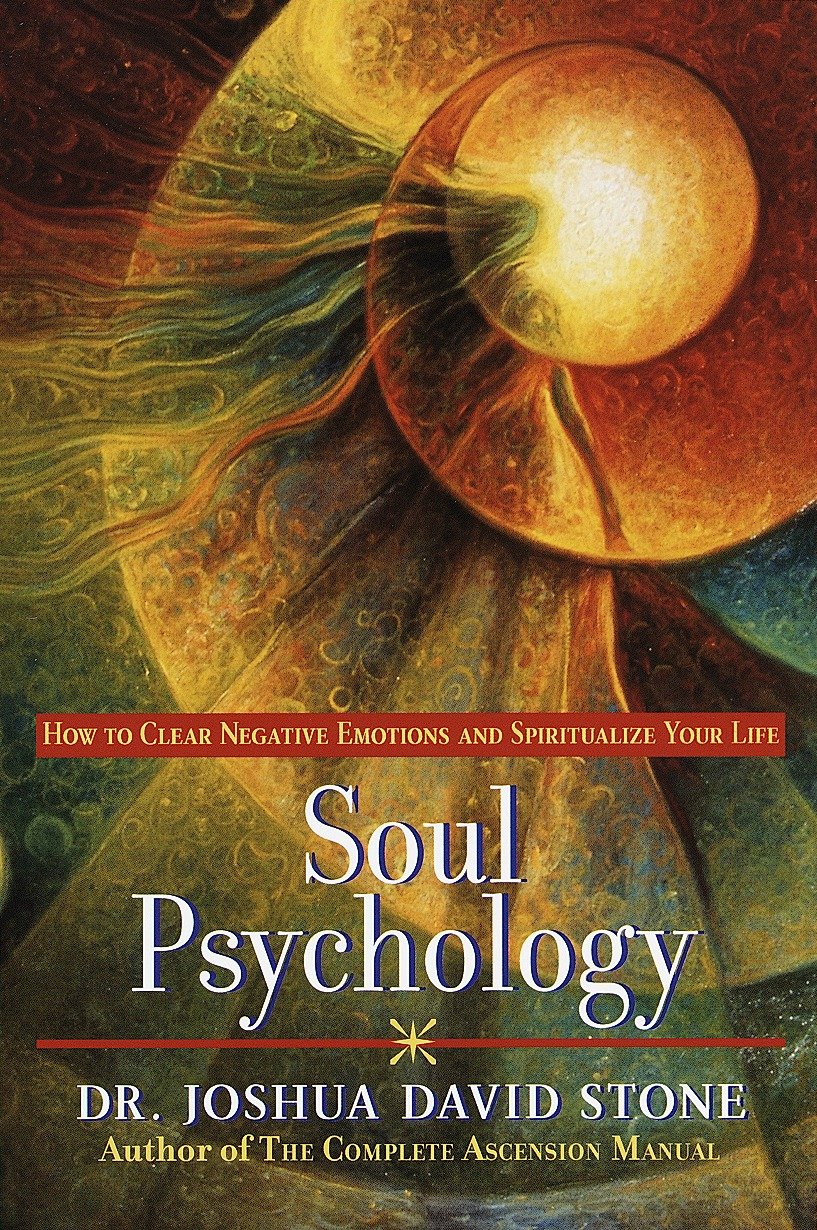 How to Clear Negative Emotions and Spiritualize Your Life
Soul
Psychology
DR. JOSHUA DAVID STONE
Author of The Complete Ascension Manual